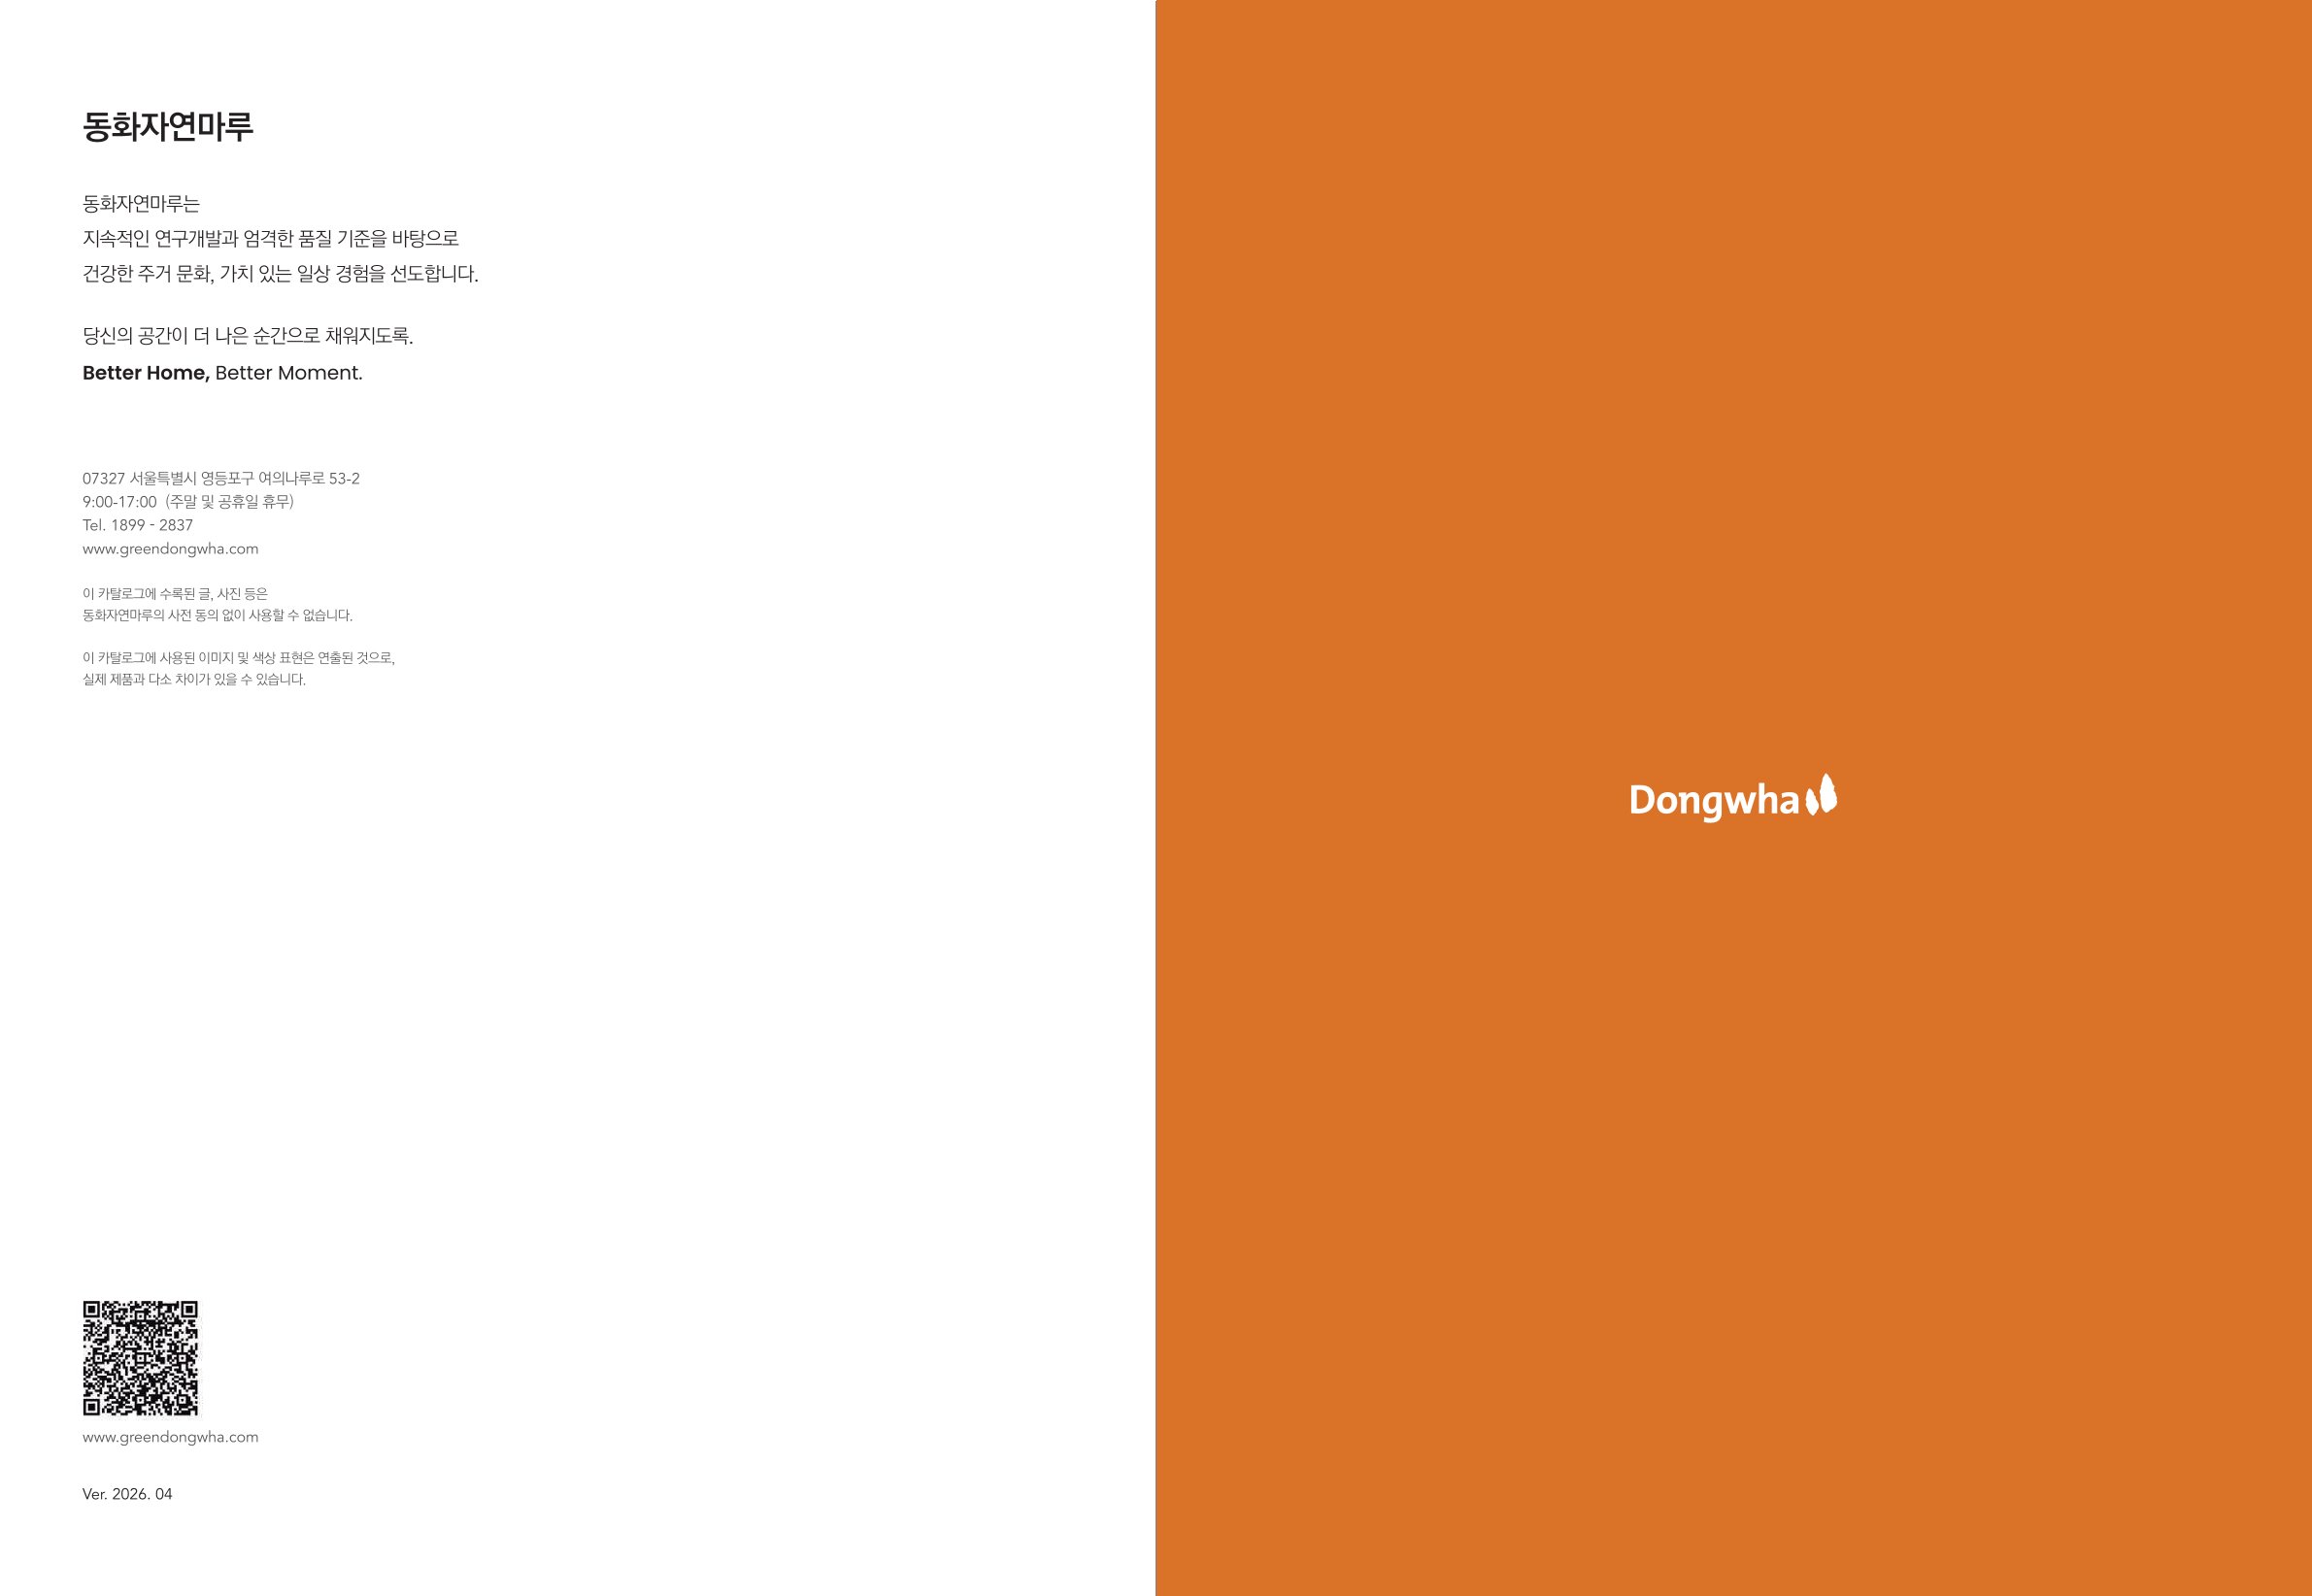 동화자연마루
동화자연마루는
지속적인 연구개발과 엄격한 품질 기준을 바탕으로
건강한 주거 문화, 가치 있는 일상 경험을 선도합니다.
당신의 공간이 더 나은 순간으로 채워지도록.
Better Home, Better Moment.
07327 서울특별시 영등포구 여의나루로 53-2
9:00-17:00 (주말 및 공휴일 휴무)
Tel. 1899 - 2837
www.greendongwha.com
이 카탈로그에 수록된 글, 사진 등은
동화자연마루의 사전 동의 없이 사용할 수 없습니다.
이 카탈로그에 사용된 이미지 및 색상 표현은 연출된 것으로,
실제 제품과 다소 차이가 있을 수 있습니다.
www.greendongwha.com
Ver. 2026. 04
Dongwha